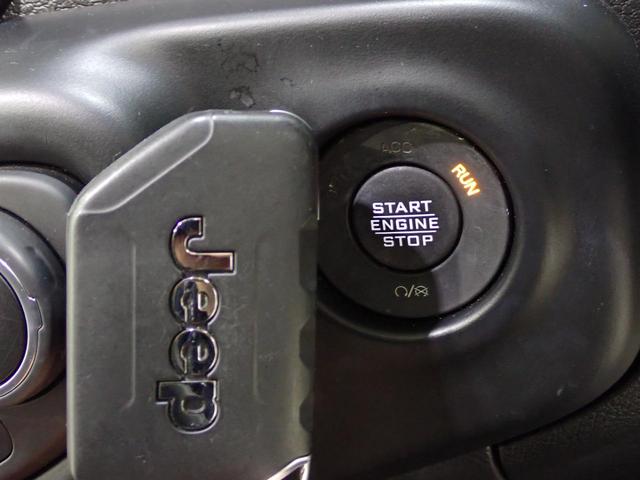 Jeep
ACC
RUN
START
ENGINE
STOP